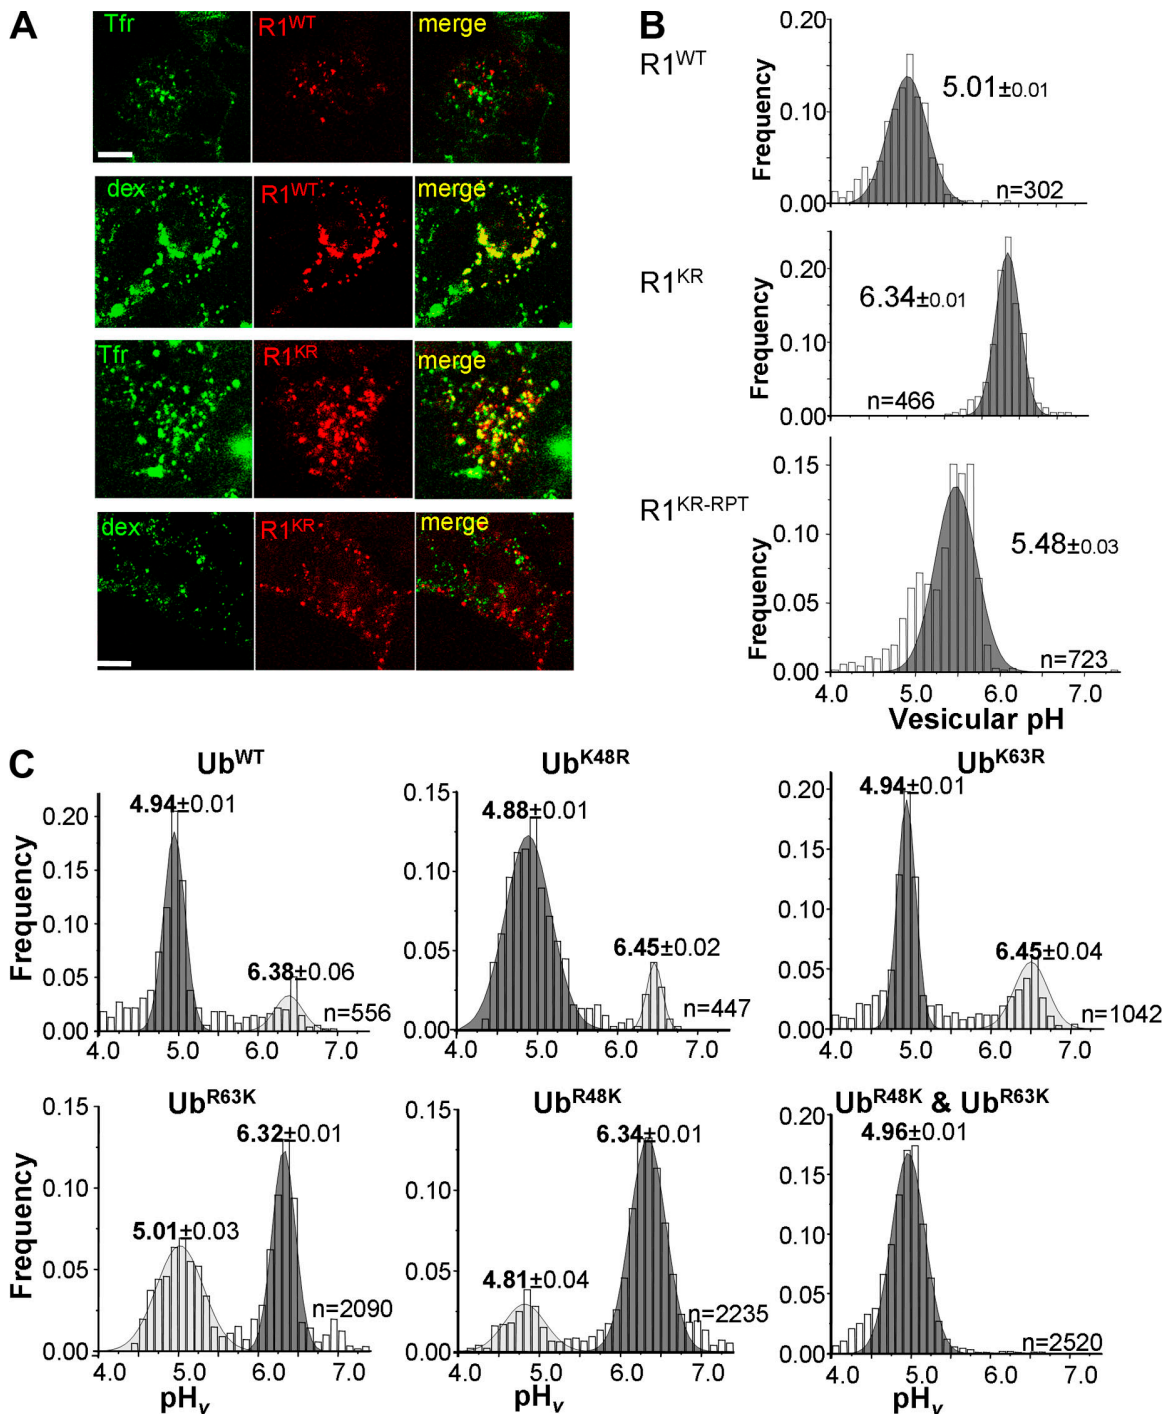 A
Tfr R1WT merge
dex R1WT merge
Tfr R1KR merge
dex R1KR merge
B
R1WT
Frequency
0.20
0.10
0.00
5.01±0.01
n=302
R1KR
Frequency
0.20
0.10
0.00
6.34±0.01
n=466
R1KR-RPT
Frequency
0.15
0.10
0.05
0.00
5.48±0.03
n=723
4.0 5.0 6.0 7.0
Vesicular pH
C
UbWT
Frequency
0.20
0.15
0.10
0.05
0.00
4.94±0.01
6.38±0.06
n=556
4.0 5.0 6.0 7.0
UbK48R
0.15
0.10
0.05
0.00
4.88±0.01
6.45±0.02
n=447
4.0 5.0 6.0 7.0
UbK63R
0.20
0.15
0.10
0.05
0.00
4.94±0.01
6.45±0.04
n=1042
4.0 5.0 6.0 7.0
UbR63K
Frequency
0.15
0.10
0.05
0.00
6.32±0.01
5.01±0.03
n=2090
4.0 5.0 6.0 7.0
pHv
UbR48K
0.15
0.10
0.05
0.00
6.34±0.01
4.81±0.04
n=2235
4.0 5.0 6.0 7.0
pHv
UbR48K & UbR63K
0.20
0.15
0.10
0.05
0.00
4.96±0.01
n=2520
4.0 5.0 6.0 7.0
pHv